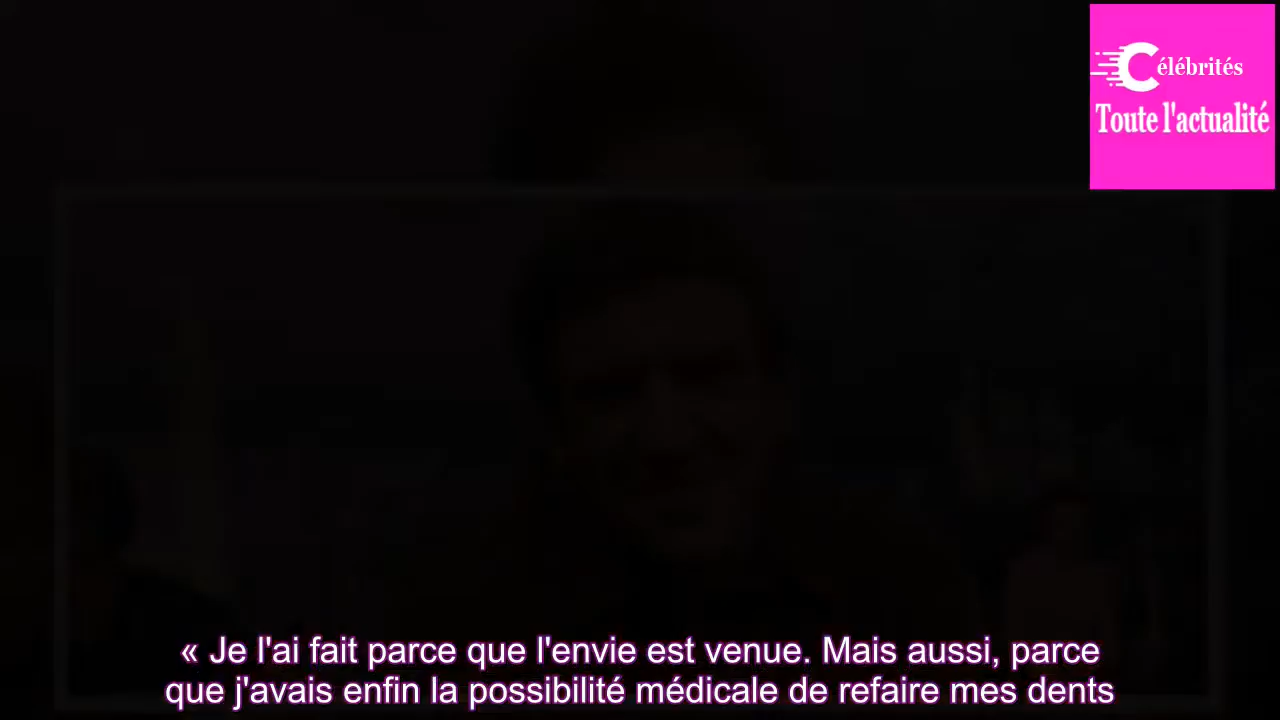 Célébrités
Toute l'actualité
« Je l'ai fait parce que l'envie est venue. Mais aussi, parce
que j'avais enfin la possibilité médicale de refaire mes dents